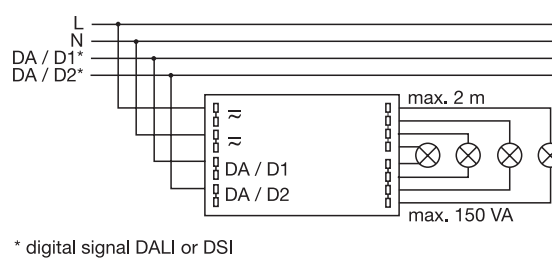 L
N
DA / D1*
DA / D2*
max. 2 m
≂
≂
DA / D1
DA / D2
max. 150 VA
* digital signal DALI or DSI